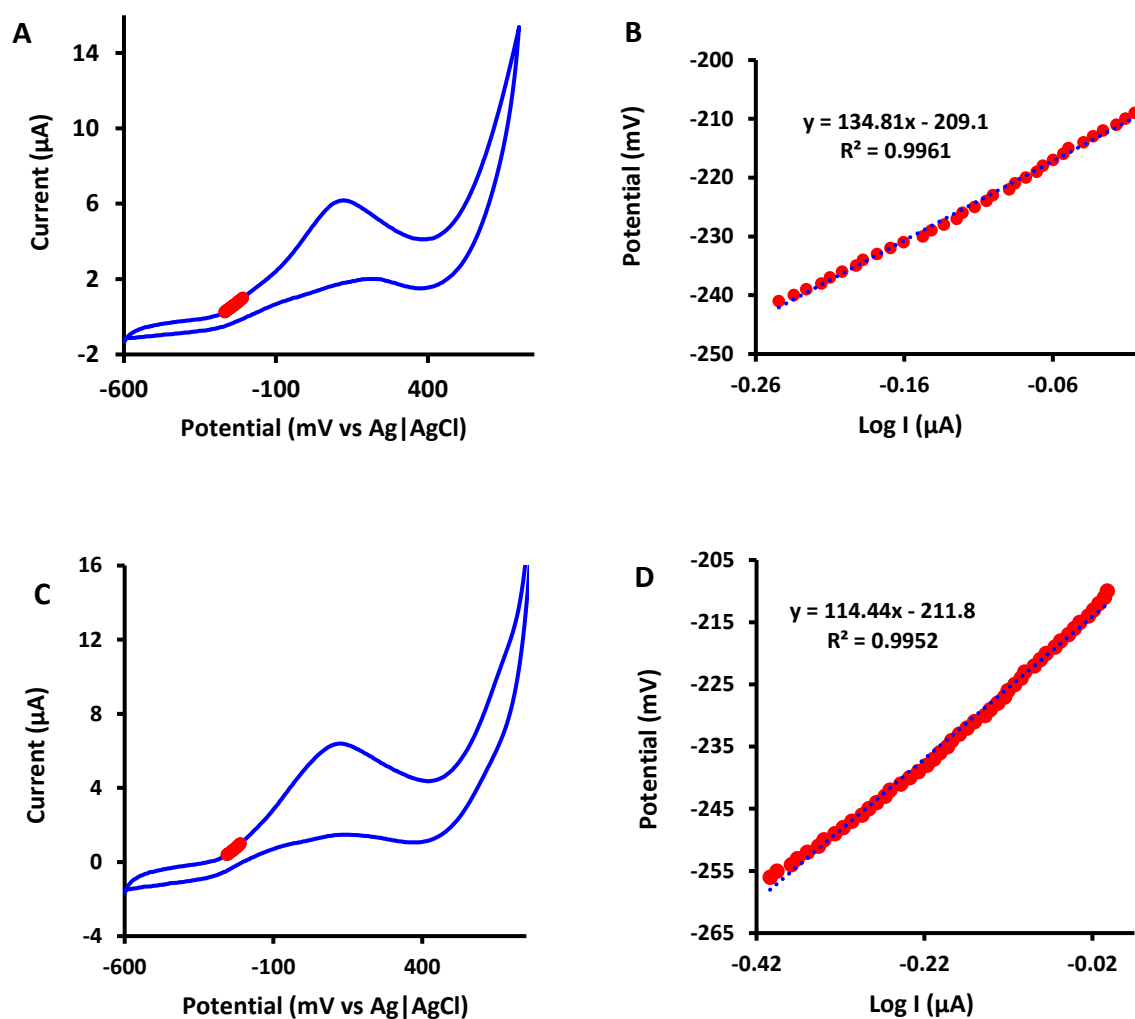 A
Current (µA)
14
10
6
2
-2
-600
-100
400
Potential (mV vs Ag|AgCl)
B
Potential (mV)
-200
-210
-220
-230
-240
-250
y = 134.81x - 209.1
R² = 0.9961
-0.26
-0.16
-0.06
Log I (µA)
C
Current (µA)
16
12
8
4
0
-4
-600
-100
400
Potential (mV vs Ag|AgCl)
D
Potential (mV)
-205
-215
-225
-235
-245
-255
-265
y = 114.44x - 211.8
R² = 0.9952
-0.42
-0.22
-0.02
Log I (µA)